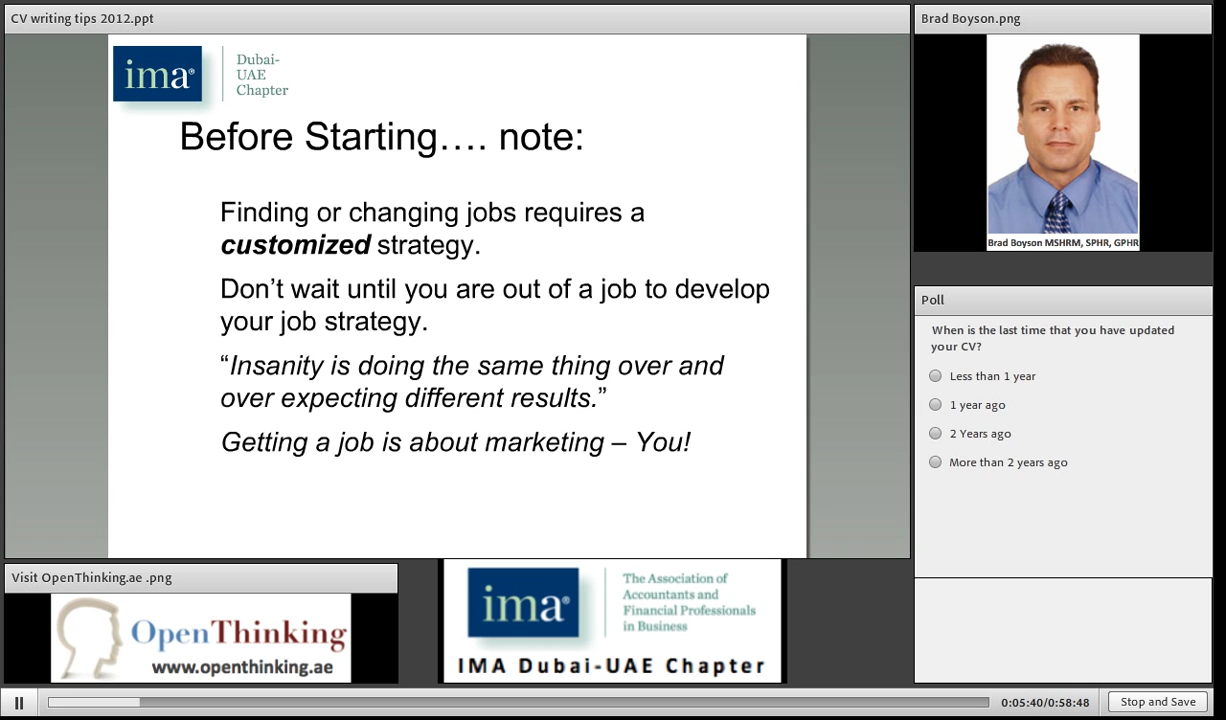 CV writing tips 2012.ppt
ima®
Dubai-
UAE
Chapter
Before Starting.... note:
Finding or changing jobs requires a
customized strategy.
Don’t wait until you are out of a job to develop
your job strategy.
“Insanity is doing the same thing over and
over expecting different results.”
Getting a job is about marketing – You!
Brad Boyson.png
Brad Boyson MSHRM, SPHR, GPHR
Poll
When is the last time that you have updated
your CV?
Less than 1 year
1 year ago
2 Years ago
More than 2 years ago
Visit OpenThinking.ae .png
OpenThinking
www.openthinking.ae
ima®
The Association of
Accountants and
Financial Professionals
in Business
IMA Dubai-UAE Chapter
0:05:40/0:58:48
Stop and Save